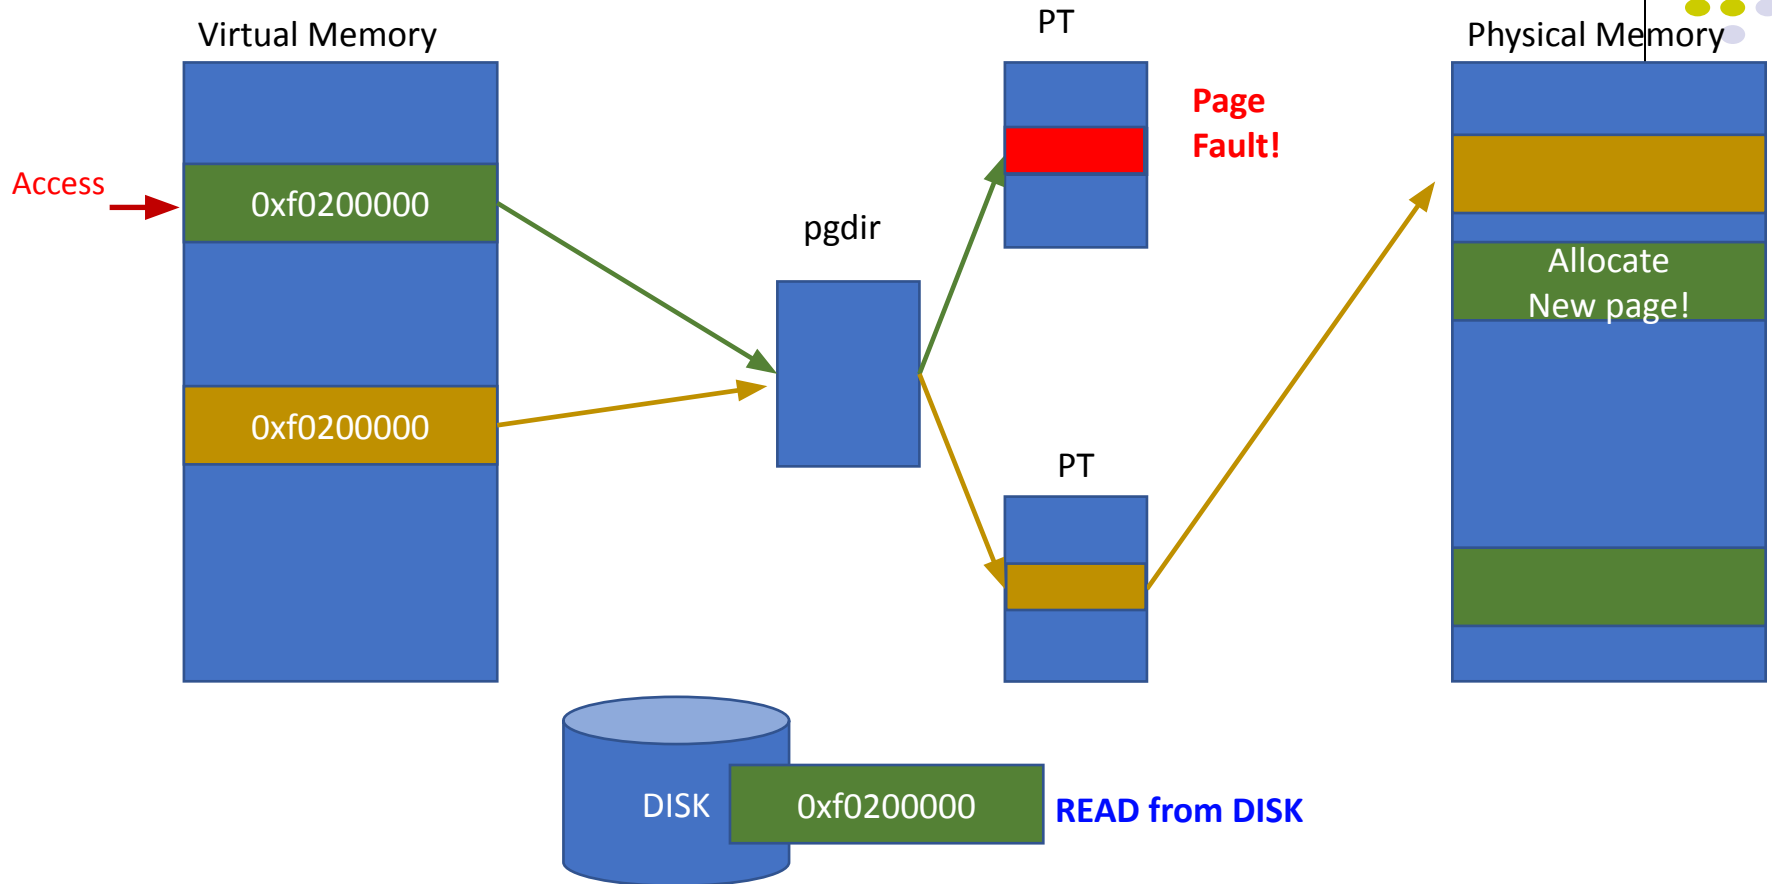 Virtual Memory
PT
Physical Memory
Page
Fault!
Access
0xf0200000
pgdir
Allocate
New page!
0xf0200000
PT
DISK
0xf0200000
READ from DISK